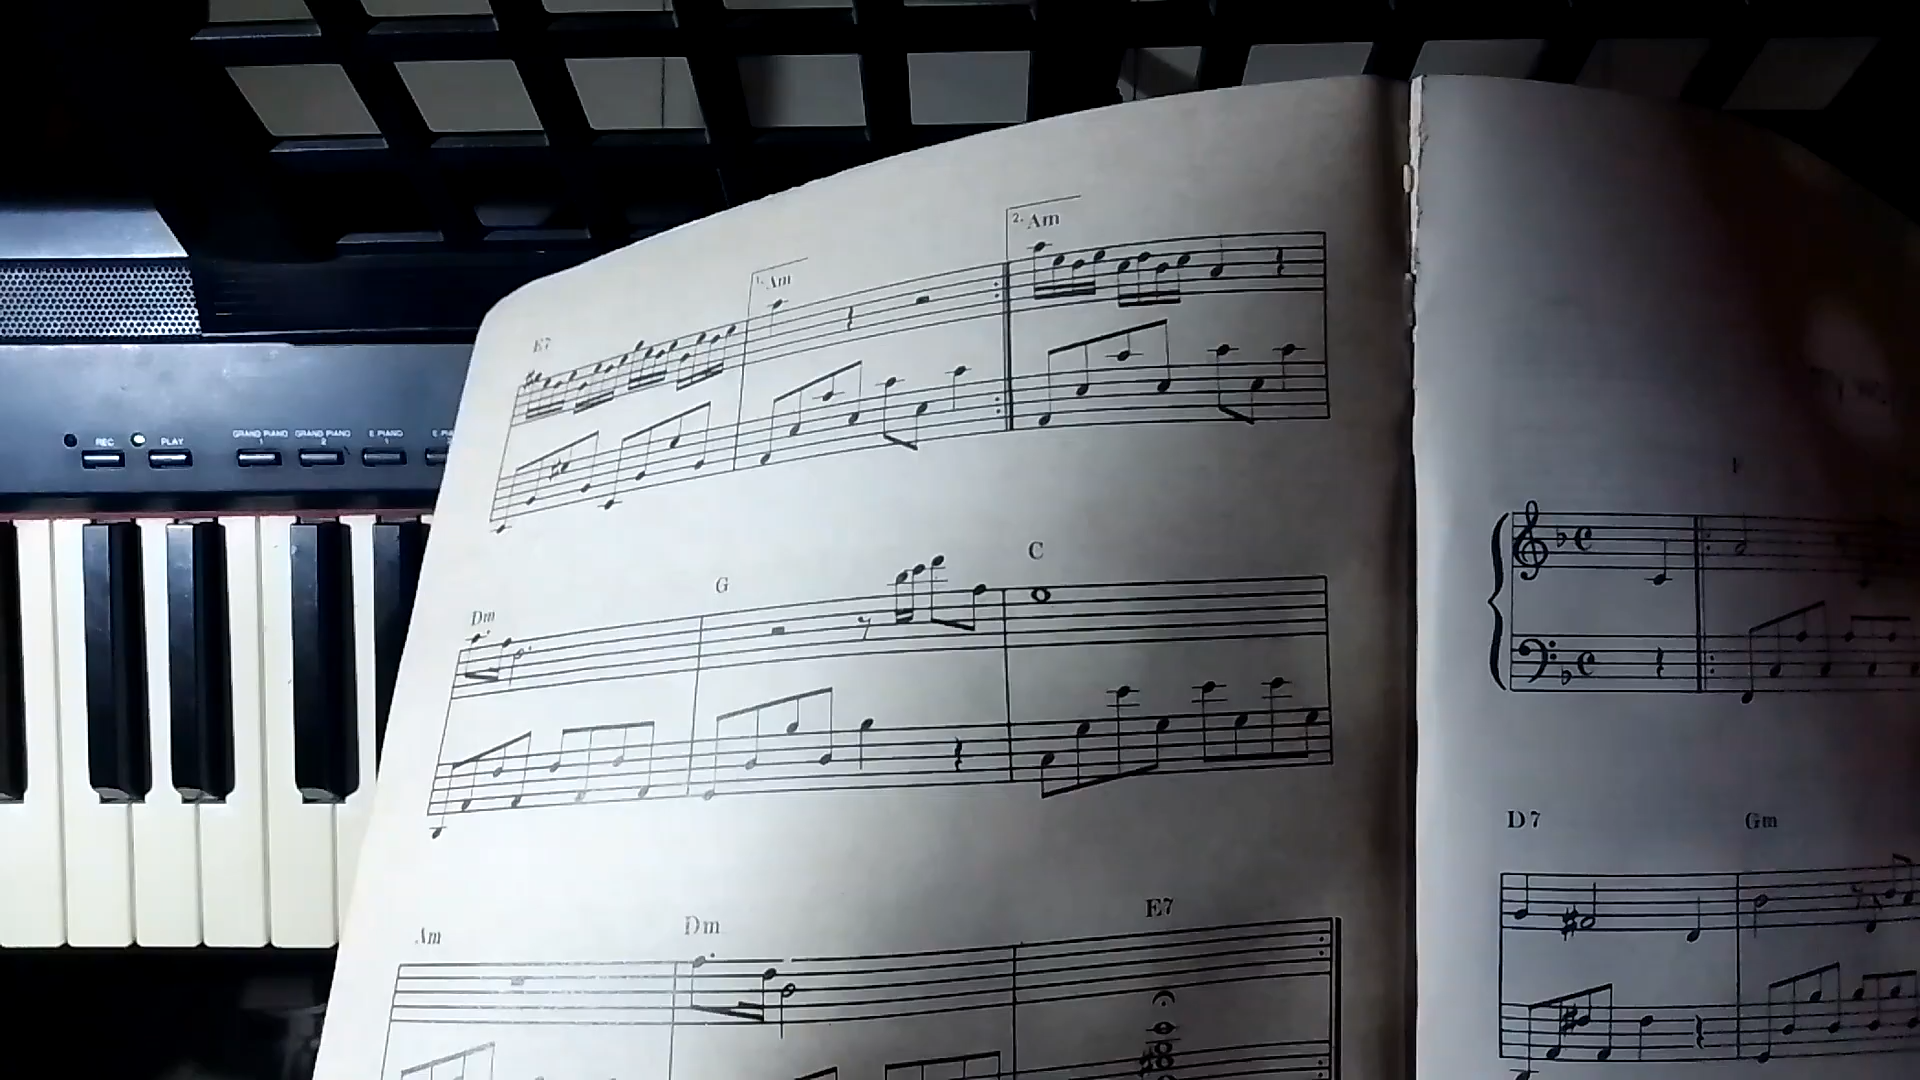 2. Am
1. Am
E7
REC PLAY GRAND PIANO 1 GRAND PIANO 2 E.PIANO 1
G
C
Dm
Am
Dm
E7
D7
Gm